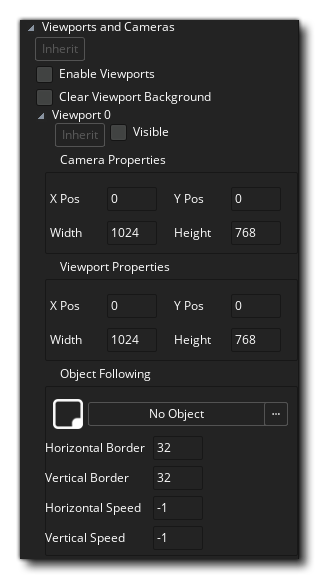 Viewports and Cameras
Inherit
Enable Viewports
Clear Viewport Background
Viewport 0
Inherit Visible
Camera Properties
X Pos 0 Y Pos 0
Width 1024 Height 768
Viewport Properties
X Pos 0 Y Pos 0
Width 1024 Height 768
Object Following
No Object ...
Horizontal Border 32
Vertical Border 32
Horizontal Speed -1
Vertical Speed -1